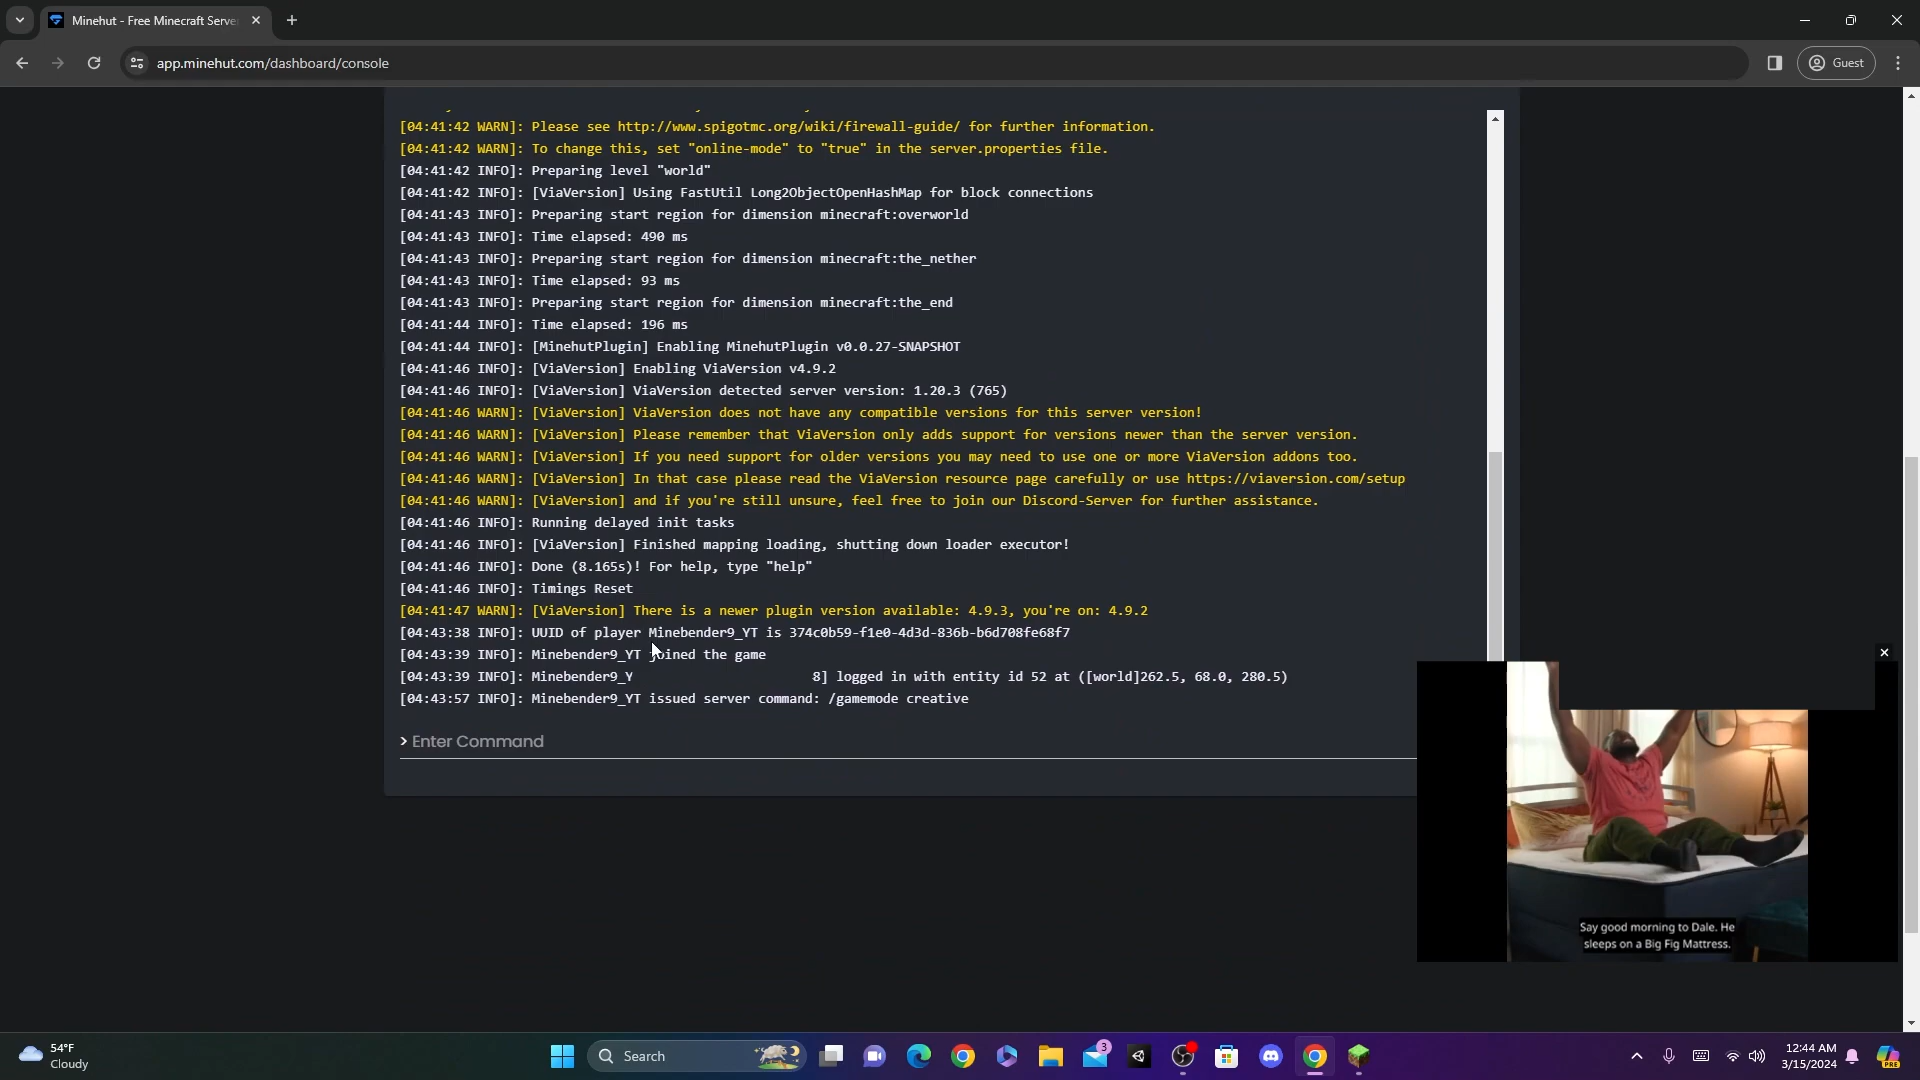 Minehut - Free Minecraft Serve
app.minehut.com/dashboard/console
Guest
[04:41:42 WARN]: Please see http://www.spigotmc.org/wiki/firewall-guide/ for further information.
[04:41:42 WARN]: To change this, set "online-mode" to "true" in the server.properties file.
[04:41:42 INFO]: Preparing level "world"
[04:41:42 INFO]: [ViaVersion] Using FastUtil Long2ObjectOpenHashMap for block connections
[04:41:43 INFO]: Preparing start region for dimension minecraft:overworld
[04:41:43 INFO]: Time elapsed: 490 ms
[04:41:43 INFO]: Preparing start region for dimension minecraft:the_nether
[04:41:43 INFO]: Time elapsed: 93 ms
[04:41:43 INFO]: Preparing start region for dimension minecraft:the_end
[04:41:44 INFO]: Time elapsed: 196 ms
[04:41:44 INFO]: [MinehutPlugin] Enabling MinehutPlugin v0.0.27-SNAPSHOT
[04:41:46 INFO]: [ViaVersion] Enabling ViaVersion v4.9.2
[04:41:46 INFO]: [ViaVersion] ViaVersion detected server version: 1.20.3 (765)
[04:41:46 WARN]: [ViaVersion] ViaVersion does not have any compatible versions for this server version!
[04:41:46 WARN]: [ViaVersion] Please remember that ViaVersion only adds support for versions newer than the server version.
[04:41:46 WARN]: [ViaVersion] If you need support for older versions you may need to use one or more ViaVersion addons too.
[04:41:46 WARN]: [ViaVersion] In that case please read the ViaVersion resource page carefully or use https://viaversion.com/setup
[04:41:46 WARN]: [ViaVersion] and if you're still unsure, feel free to join our Discord-Server for further assistance.
[04:41:46 INFO]: Running delayed init tasks
[04:41:46 INFO]: [ViaVersion] Finished mapping loading, shutting down loader executor!
[04:41:46 INFO]: Done (8.165s)! For help, type "help"
[04:41:46 INFO]: Timings Reset
[04:41:47 WARN]: [ViaVersion] There is a newer plugin version available: 4.9.3, you're on: 4.9.2
[04:43:38 INFO]: UUID of player Minebender9_YT is 374c0b59-f1e0-4d3d-836b-b6d708fe68f7
[04:43:39 INFO]: Minebender9_YT joined the game
[04:43:39 INFO]: Minebender9_Y 8] logged in with entity id 52 at ([world]262.5, 68.0, 280.5)
[04:43:57 INFO]: Minebender9_YT issued server command: /gamemode creative
> Enter Command
Say good morning to Dale. He
sleeps on a Big Fig Mattress.
54°F
Cloudy
Search
3
12:44 AM
3/15/2024
PRE